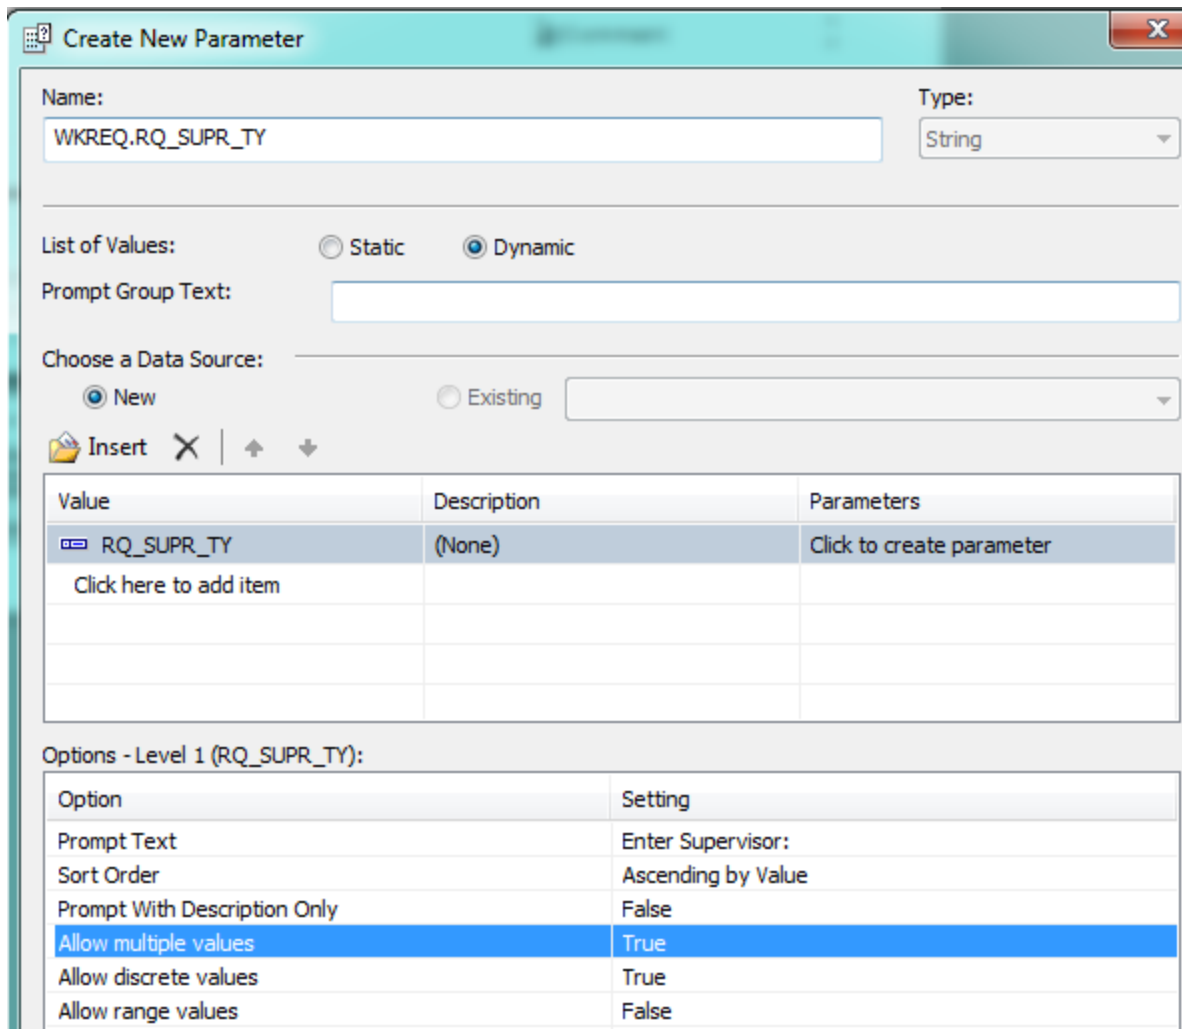 Create New Parameter
Name:
Type:
WKREQ.RQ_SUPR_TY
String
List of Values:
Static
Dynamic
Prompt Group Text:
Choose a Data Source:
New
Existing
Insert
Value Description Parameters
RQ_SUPR_TY (None) Click to create parameter
Click here to add item
Options - Level 1 (RQ_SUPR_TY):
Option Setting
Prompt Text Enter Supervisor:
Sort Order Ascending by Value
Prompt With Description Only False
Allow multiple values True
Allow discrete values True
Allow range values False